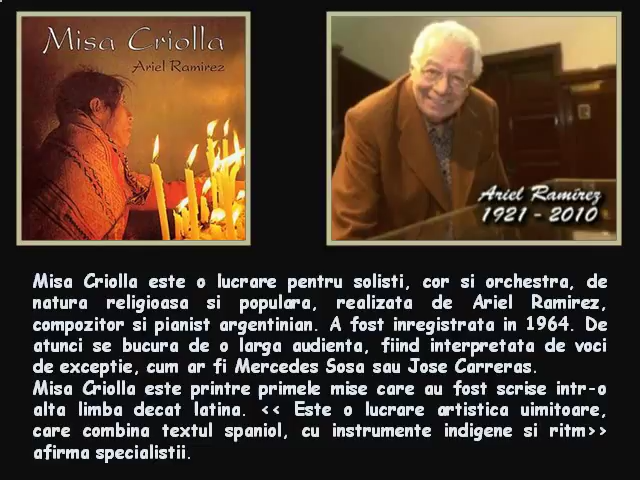 Misa Criolla
Ariel Ramirez
Ariel Ramírez
1921 - 2010
Misa Criolla este o lucrare pentru solisti, cor si orchestra, de
natura religioasa si populara, realizata de Ariel Ramirez,
compozitor si pianist argentinian. A fost inregistrata in 1964. De
atunci se bucura de o larga audienta, fiind interpretata de voci
de exceptie, cum ar fi Mercedes Sosa sau Jose Carreras.
Misa Criolla este printre primele mise care au fost scrise intr-o
alta limba decat latina. << Este o lucrare artistica uimitoare,
care combina textul spaniol, cu instrumente indigene si ritm>>
afirma specialistii.